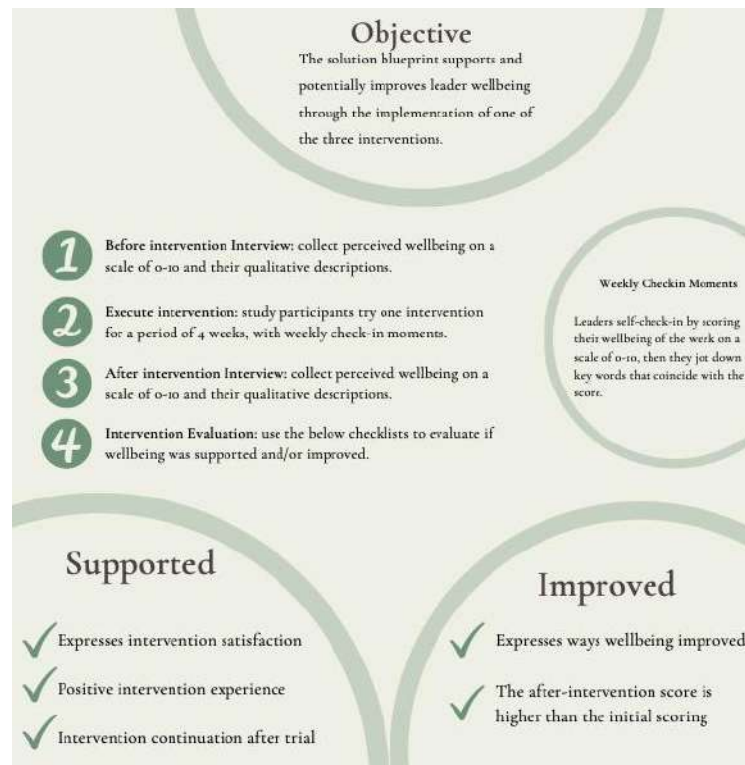 Objective
The solution blueprint supports and
potentially improves leader wellbeing
through the implementation of one of
the three interventions.
1
Before intervention Interview: collect perceived wellbeing on a
scale of 0-10 and their qualitative descriptions.
2
Execute intervention: study participants try one intervention
for a period of 4 weeks, with weekly check-in moments.
3
After intervention Interview: collect perceived wellbeing on a
scale of 0-10 and their qualitative descriptions.
4
Intervention Evaluation: use the below checklists to evaluate if
wellbeing was supported and/or improved.
Weekly Checkin Moments
Leaders self-check-in by scoring
their wellbeing of the week on a
scale of 0-10, then they jot down
key words that coincide with the
score.
Supported
Expresses intervention satisfaction
Positive intervention experience
Intervention continuation after trial
Improved
Expresses ways wellbeing improved
The after-intervention score is
higher than the initial scoring